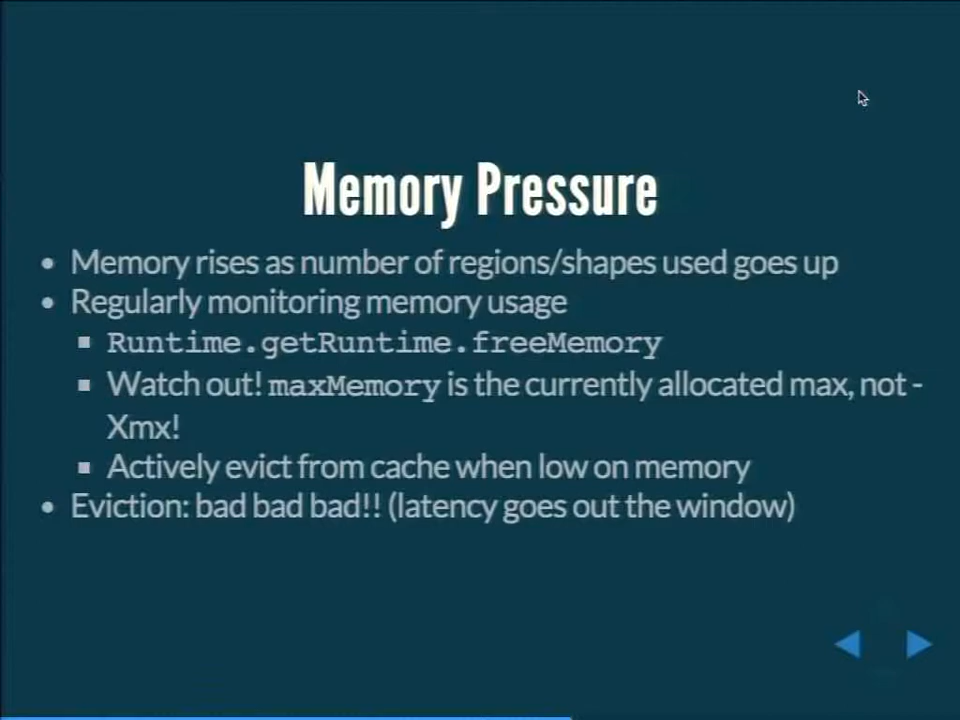 Memory Pressure
Memory rises as number of regions/shapes used goes up
Regularly monitoring memory usage
Runtime.getRuntime.freeMemory
Watch out! maxMemory is the currently allocated max, not -
Xmx!
Actively evict from cache when low on memory
Eviction: bad bad bad!! (latency goes out the window)